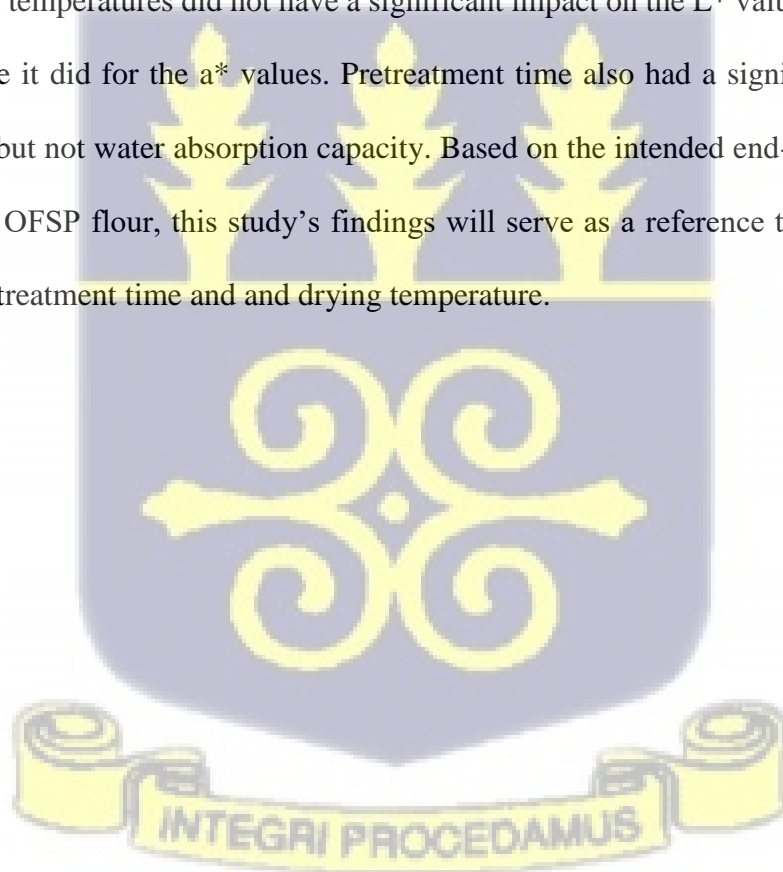 temperatures did not have a significant impact on the L* valu
e it did for the a* values. Pretreatment time also had a signi
but not water absorption capacity. Based on the intended end-
OFSP flour, this study’s findings will serve as a reference t
treatment time and and drying temperature.
INTEGRI PROCEDAMUS